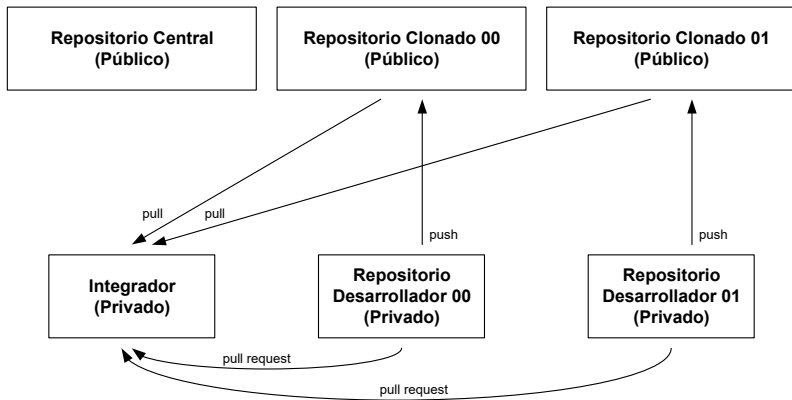 Repositorio Central
(Público)
Repositorio Clonado 00
(Público)
Repositorio Clonado 01
(Público)
pull
pull
push
push
Integrador
(Privado)
Repositorio
Desarrollador 00
(Privado)
Repositorio
Desarrollador 01
(Privado)
pull request
pull request